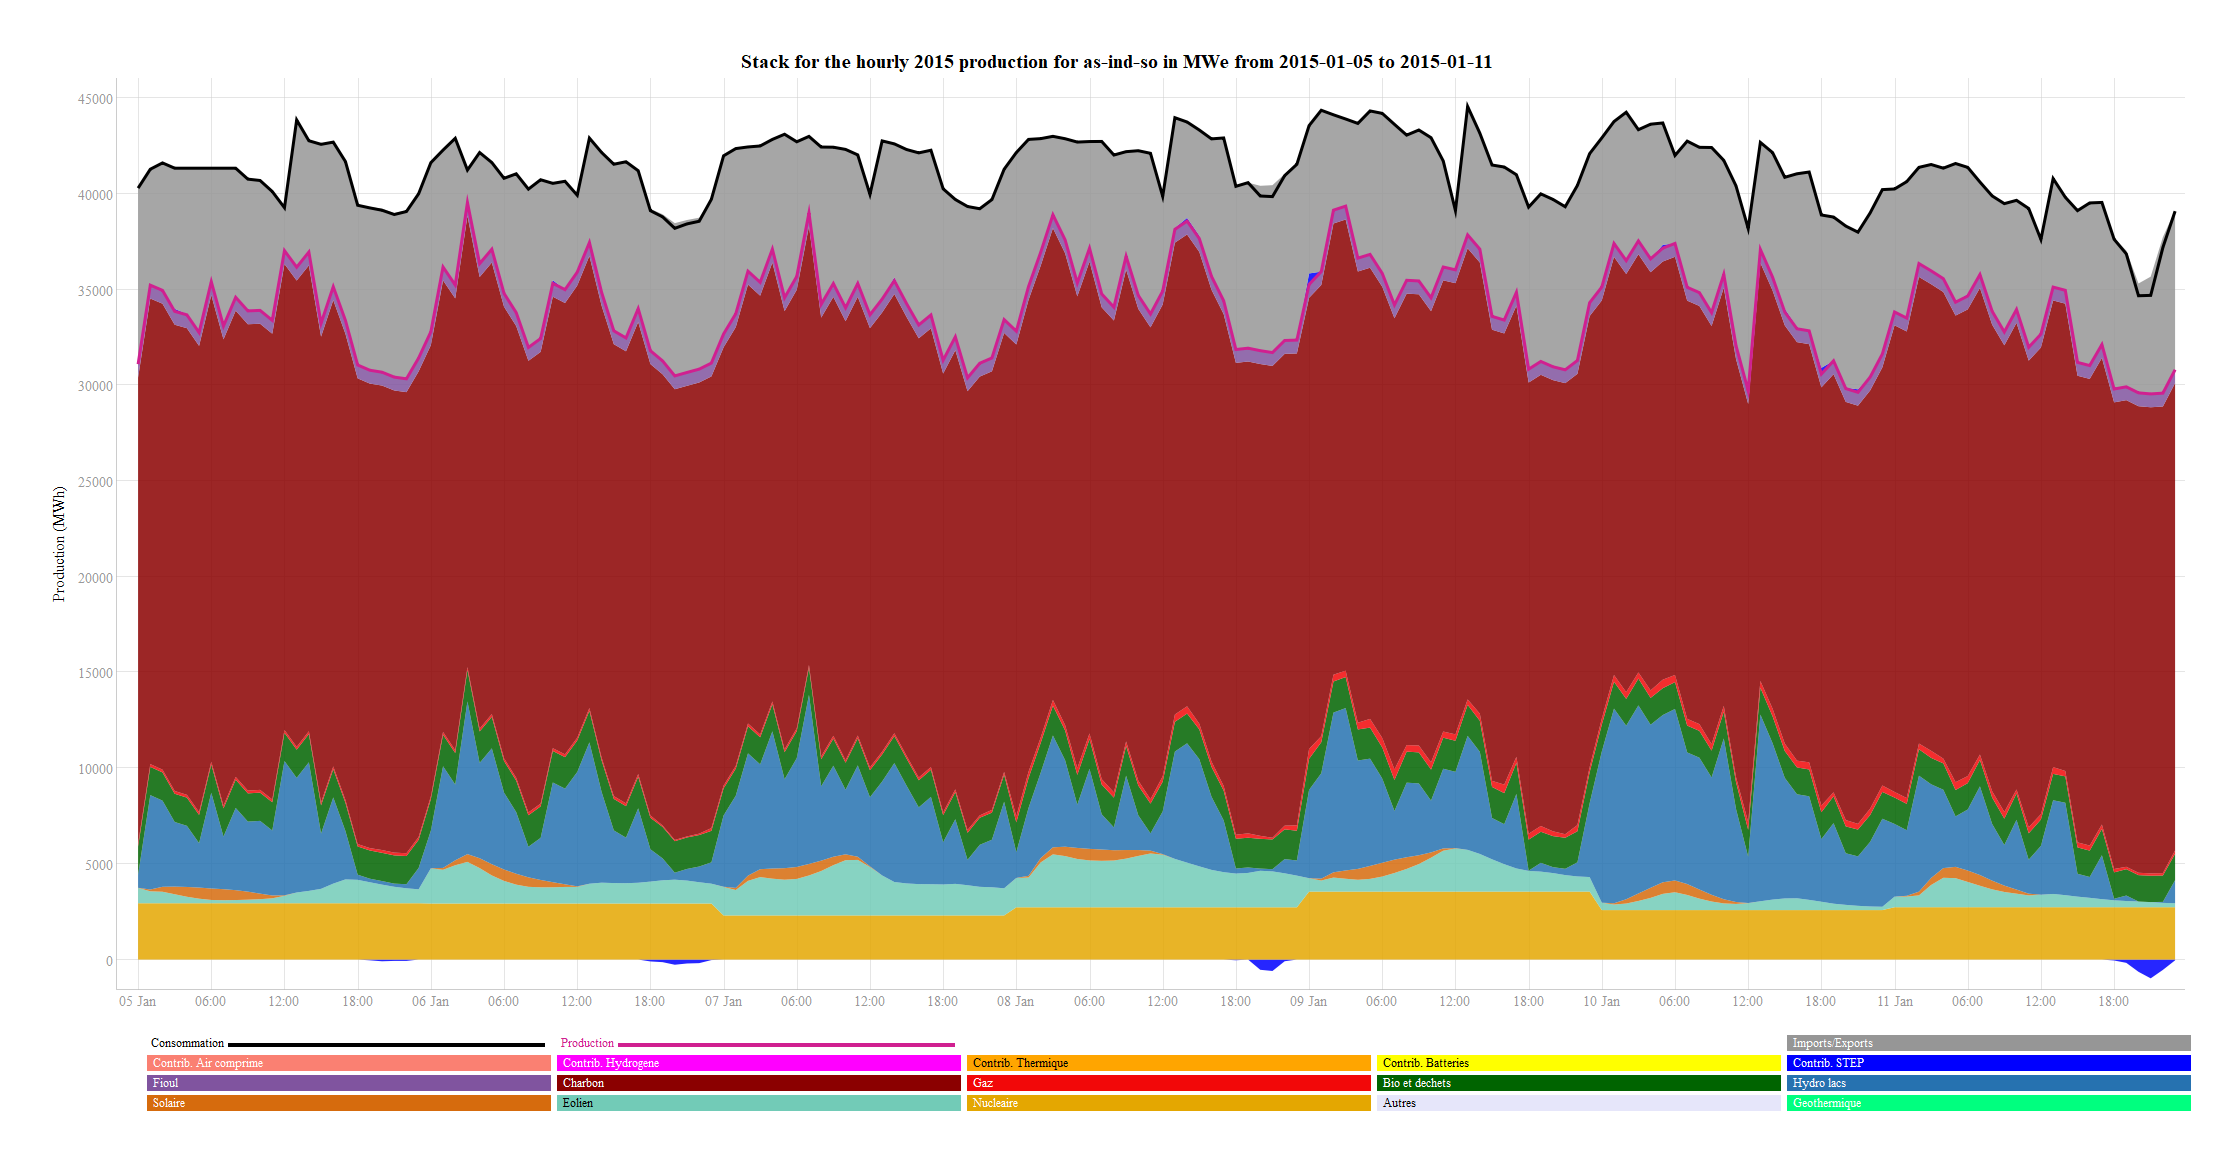 Stack for the hourly 2015 production for as-ind-so in MWe from 2015-01-05 to 2015-01-11
45000
40000
35000
30000
25000
20000
15000
10000
5000
0
Production (MWh)
05 Jan 06:00 12:00 18:00 06 Jan 06:00 12:00 18:00 07 Jan 06:00 12:00 18:00 08 Jan 06:00 12:00 18:00 09 Jan 06:00 12:00 18:00 10 Jan 06:00 12:00 18:00 11 Jan 06:00 12:00 18:00
Consommation Production Imports/Exports
Contrib. Air comprime Contrib. Hydrogene Contrib. Thermique Contrib. Batteries Contrib. STEP
Fioul Charbon Gaz Bio et dechets Hydro lacs
Solaire Eolien Nucleaire Autres Geothermique